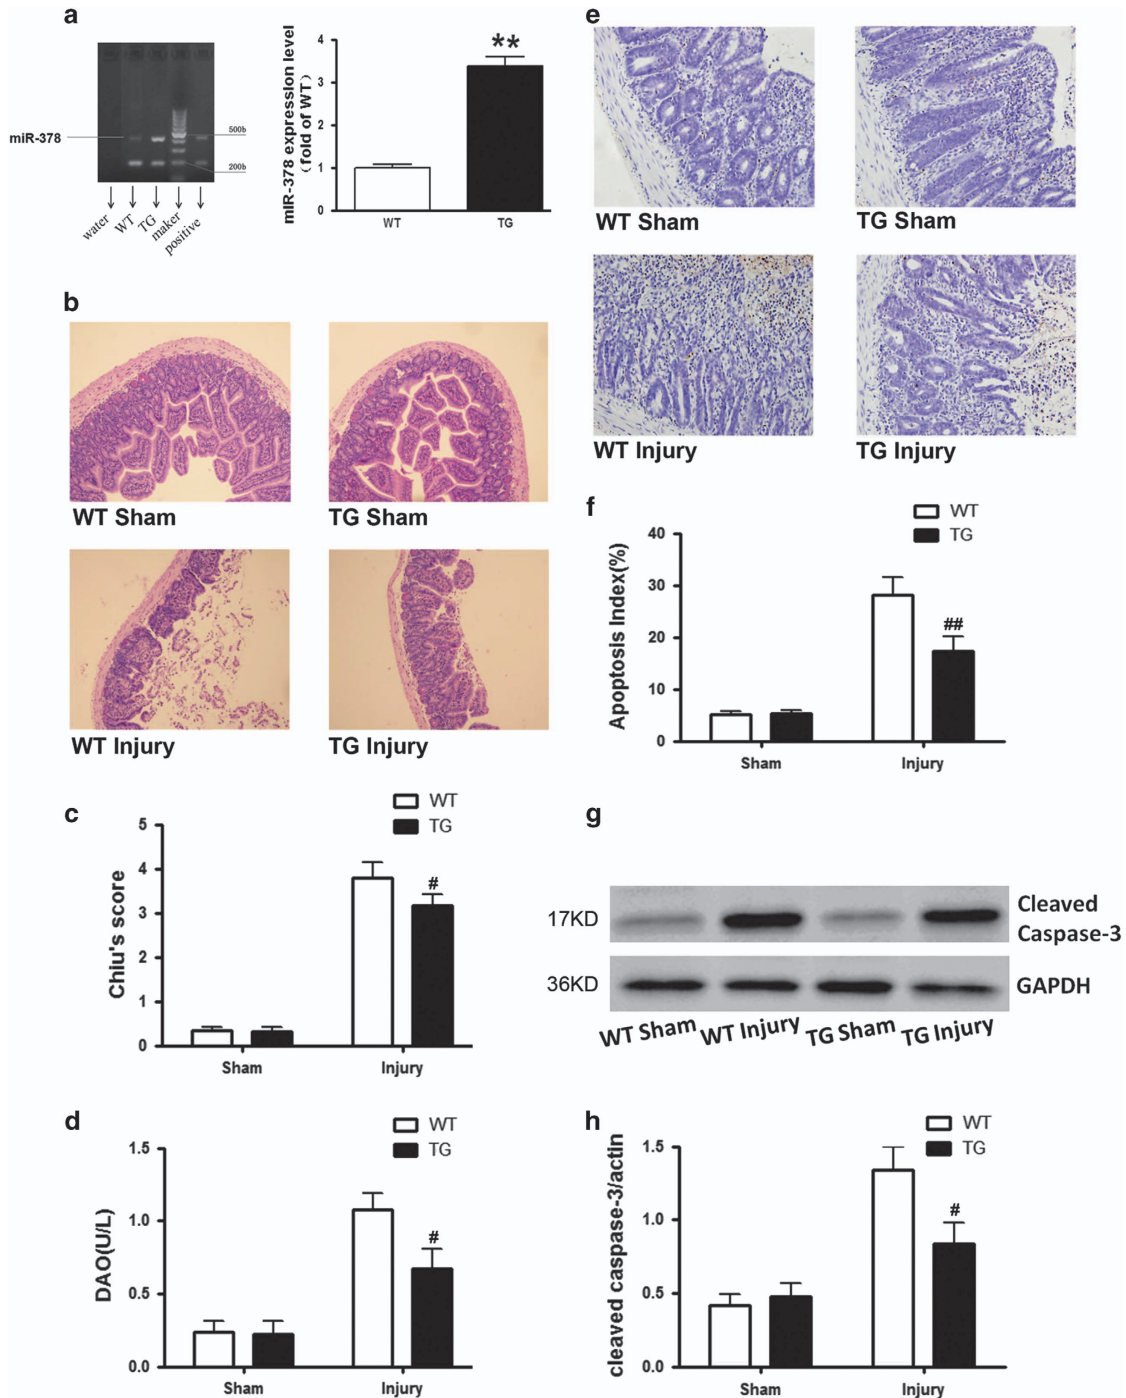 a
miR-378
500b
200b
water
WT
TG
maker
positive
mIR-378 expression level
(fold of WT)
4
3
2
1
0
**
WT
TG
b
WT Sham
TG Sham
WT Injury
TG Injury
c
WT
TG
Chiu's score
5
4
3
2
1
0
#
Sham
Injury
d
WT
TG
DAO(U/L)
1.5
1.0
0.5
0.0
#
Sham
Injury
e
WT Sham
TG Sham
WT Injury
TG Injury
f
WT
TG
Apoptosis Index(%)
40
30
20
10
0
##
Sham
Injury
g
17KD
Cleaved
Caspase-3
36KD
GAPDH
WT Sham
WT Injury
TG Sham
TG Injury
h
WT
TG
cleaved caspase-3/actin
1.5
1.0
0.5
0.0
#
Sham
Injury